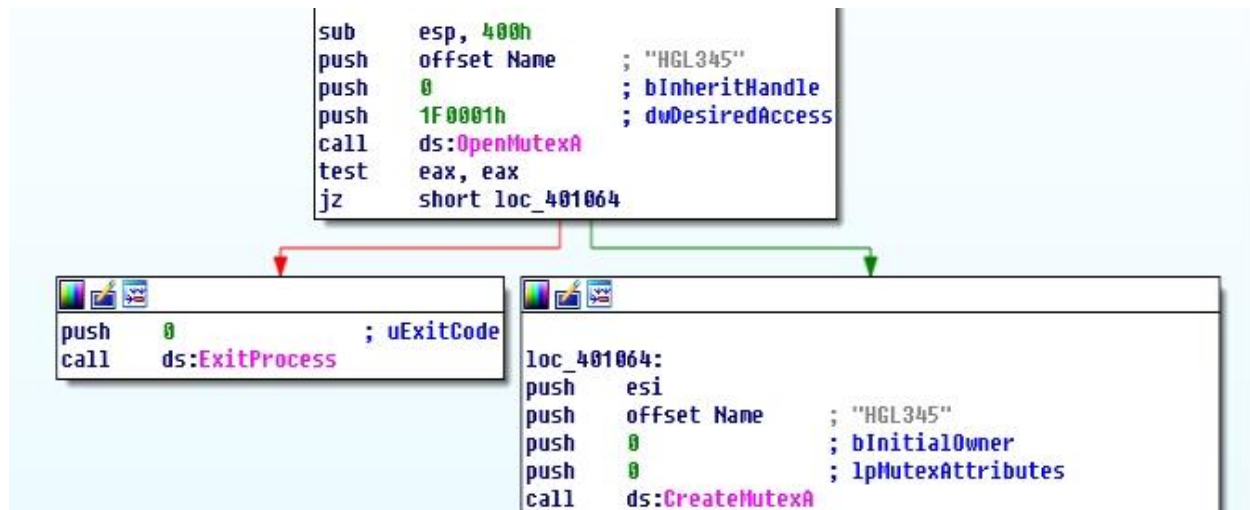 sub esp, 400h
push offset Name ; "HGL345"
push 0 ; bInheritHandle
push 1F0001h ; dwDesiredAccess
call ds:OpenMutexA
test eax, eax
jz short loc_401064
push 0 ; uExitCode
call ds:ExitProcess
loc_401064:
push esi
push offset Name ; "HGL345"
push 0 ; bInitialOwner
push 0 ; lpMutexAttributes
call ds:CreateMutexA